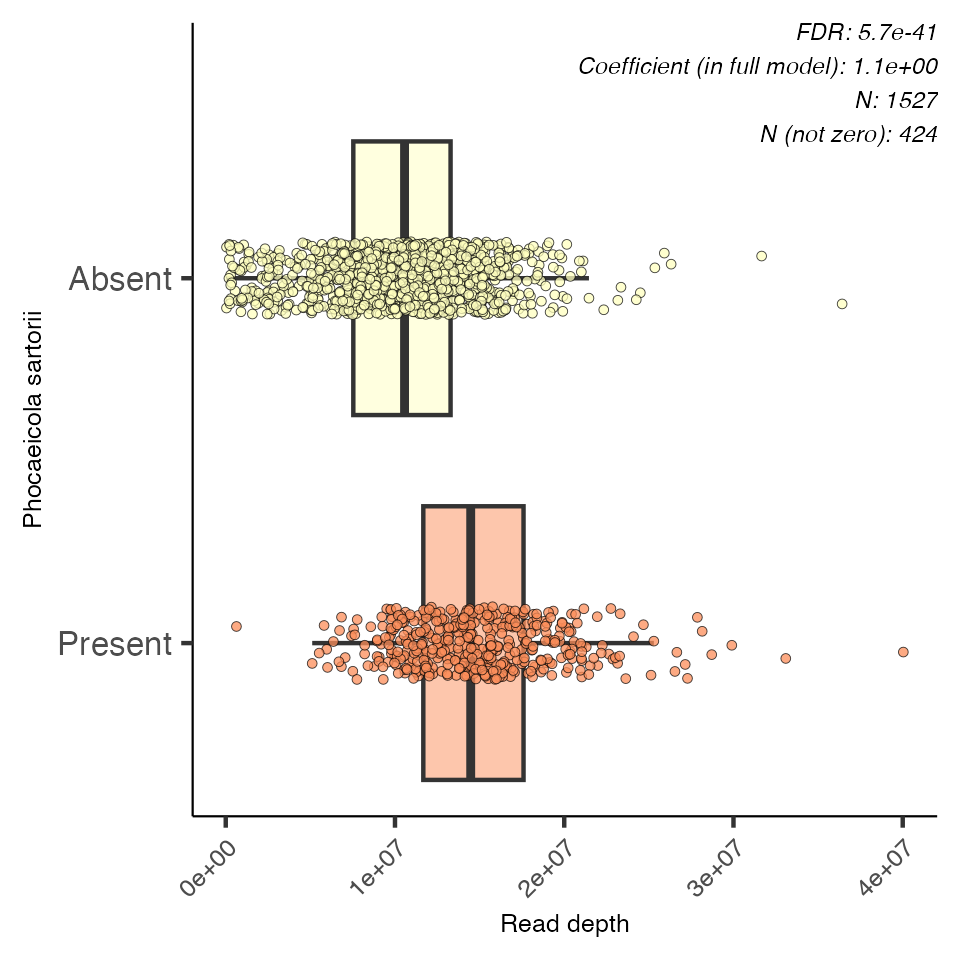 FDR: 5.7e-41
Coefficient (in full model): 1.1e+00
N: 1527
N (not zero): 424
Absent
Phocaeicola sartorii
Present
0e+00
1e+07
2e+07
3e+07
4e+07
Read depth